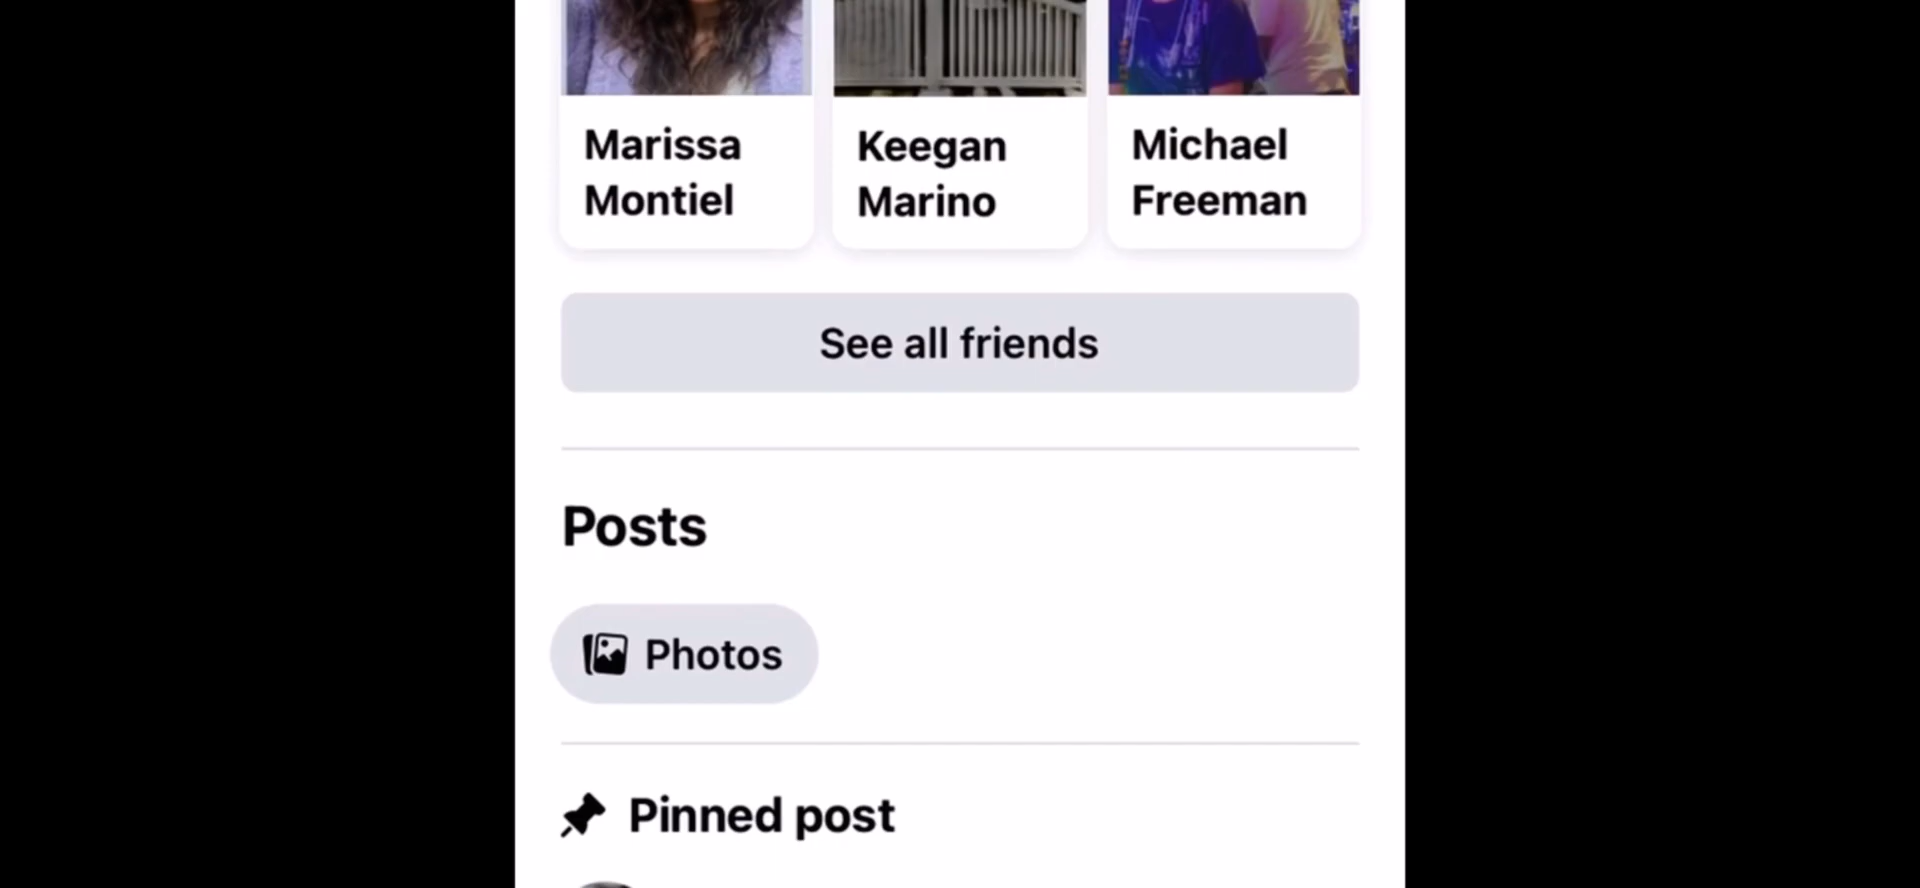 Marissa Montiel
Keegan Marino
Michael Freeman
See all friends
Posts
Photos
Pinned post